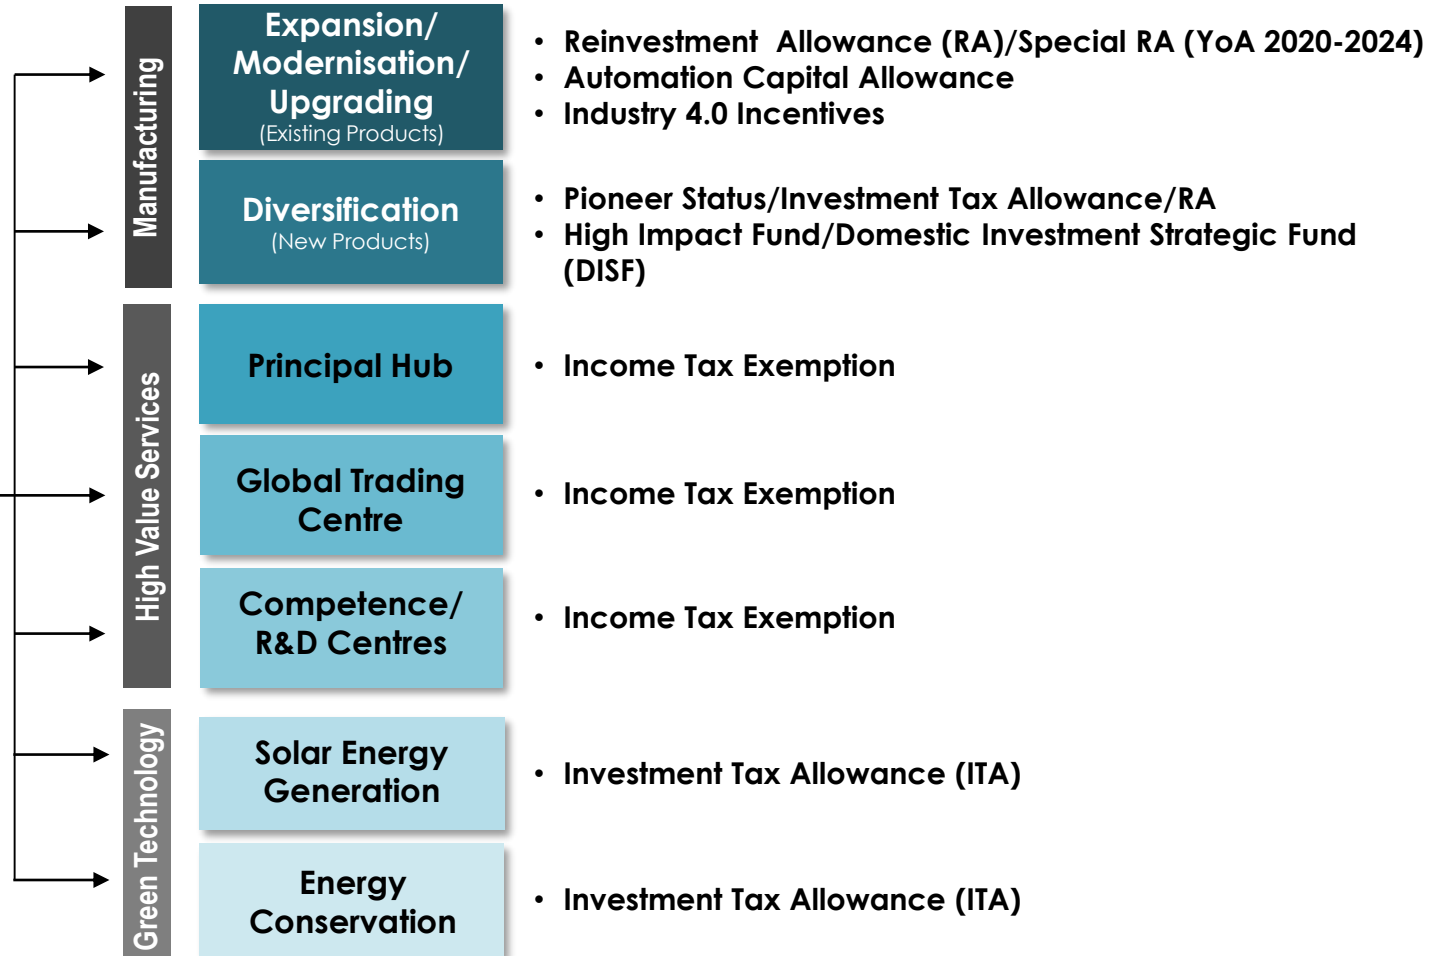 Manufacturing
Expansion/
Modernisation/
Upgrading
(Existing Products)
• Reinvestment Allowance (RA)/Special RA (YoA 2020-2024)
• Automation Capital Allowance
• Industry 4.0 Incentives
Diversification
(New Products)
• Pioneer Status/Investment Tax Allowance/RA
• High Impact Fund/Domestic Investment Strategic Fund
(DISF)
High Value Services
Principal Hub
• Income Tax Exemption
Global Trading
Centre
• Income Tax Exemption
Competence/
R&D Centres
• Income Tax Exemption
Green Technology
Solar Energy
Generation
• Investment Tax Allowance (ITA)
Energy
Conservation
• Investment Tax Allowance (ITA)